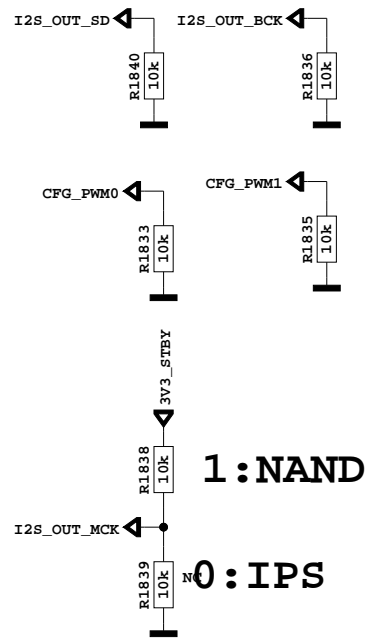 I2S_OUT_SD
I2S_OUT_BCK
R1840
10k
R1836
10k
CFG_PWM0
CFG_PWM1
R1833
10k
R1835
10k
3V3_STBY
R1838
10k
1:NAND
I2S_OUT_MCK
R1839
10k
NC
0:IPS